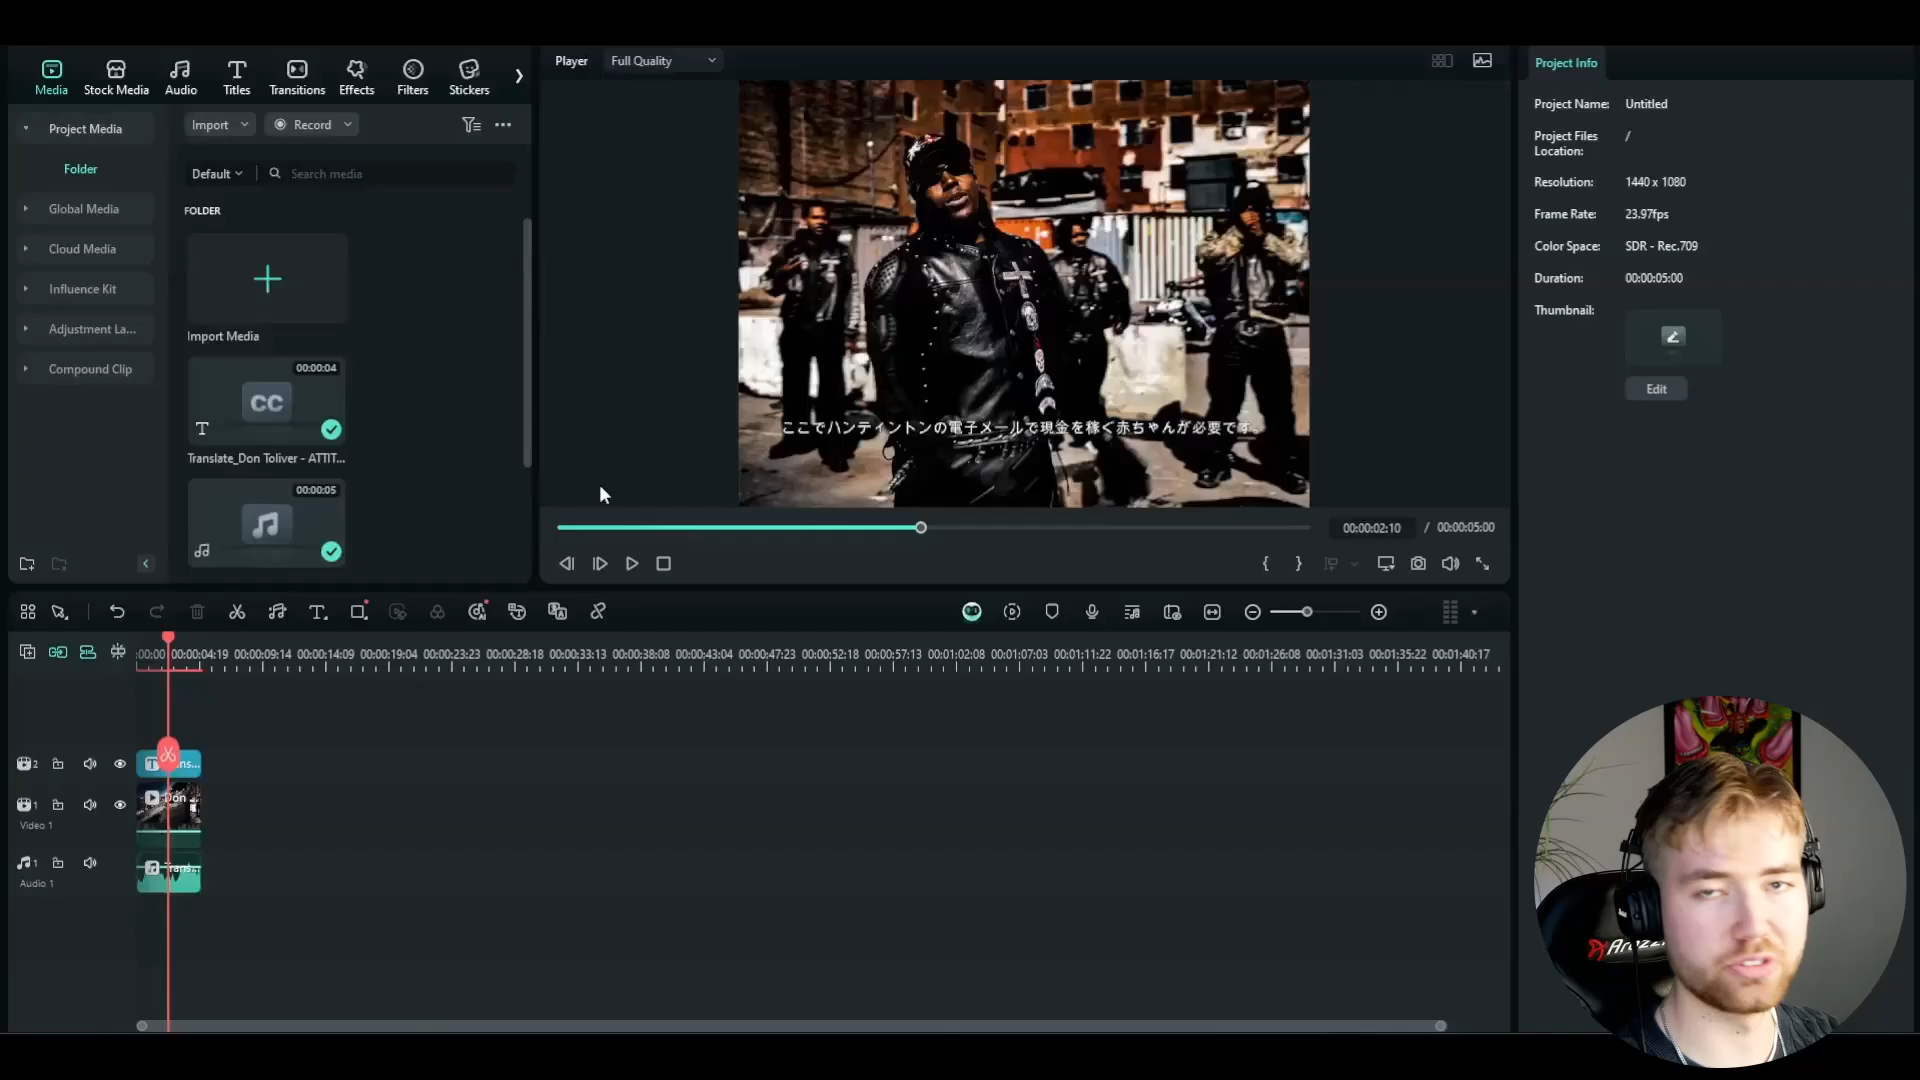 Media
Stock Media
Audio
Titles
Transitions
Effects
Filters
Stickers
Player
Full Quality
Project Info
Project Media
Folder
Global Media
Cloud Media
Influence Kit
Adjustment La...
Compound Clip
Import
Record
Default
Search media
FOLDER
Import Media
00:00:04
CC
T
Translate_Don Toliver - ATTIT...
00:00:05
ここでハンティントンの電子メールで現金を稼ぐ赤ちゃんが必要です。
00:00:02:10 / 00:00:05:00
Project Name: Untitled
Project Files Location: /
Resolution: 1440 x 1080
Frame Rate: 23.97fps
Color Space: SDR - Rec.709
Duration: 00:00:05:00
Thumbnail:
Edit
:00:00 00:00:04:19 00:00:09:14 00:00:14:09 00:00:19:04 00:00:23:23 00:00:28:18 00:00:33:13 00:00:38:08 00:00:43:04 00:00:47:23 00:00:52:18 00:00:57:13 00:01:02:08 00:01:07:03 00:01:11:22 00:01:16:17 00:01:21:12 00:01:26:08 00:01:31:03 00:01:35:22 00:01:40:17
2
T
ns...
1
Don
Video 1
1
Trans...
Audio 1